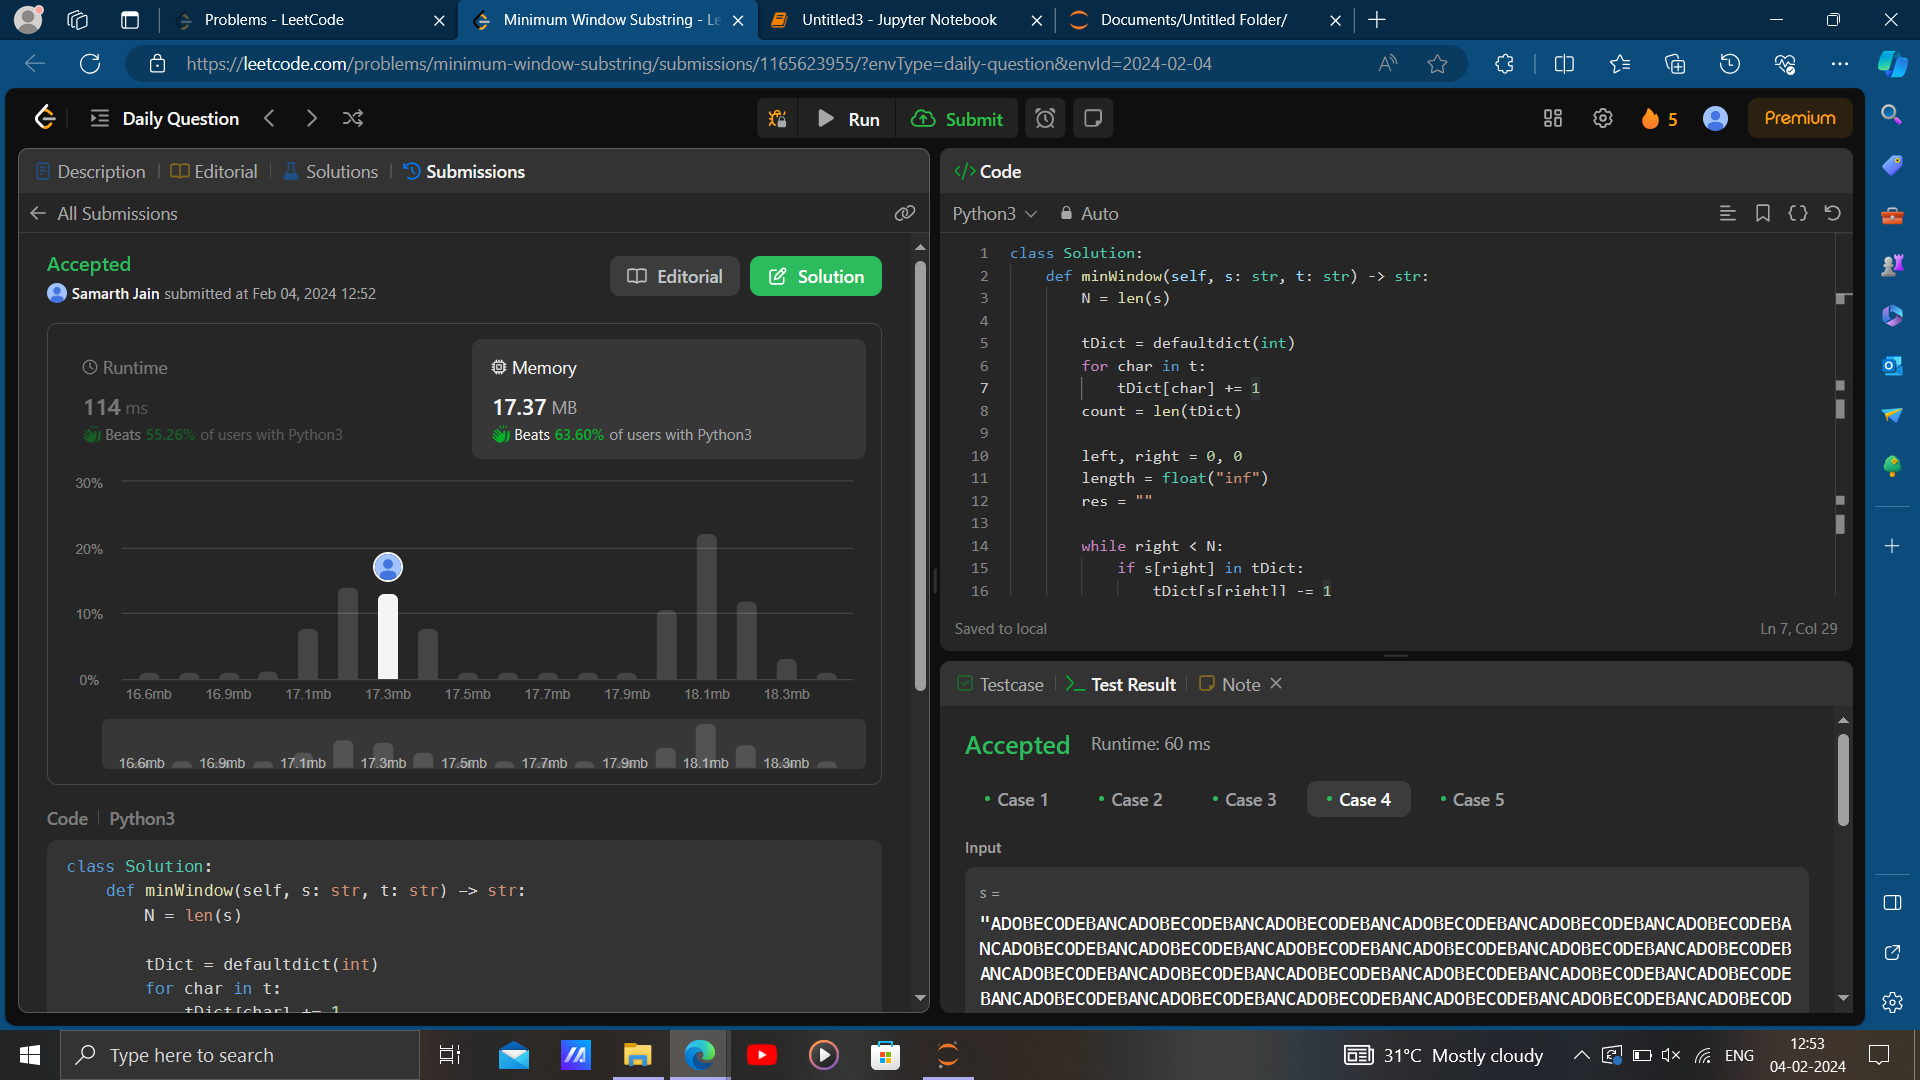 Problems - LeetCode
Minimum Window Substring - Le
Untitled3 - Jupyter Notebook
Documents/Untitled Folder/
https://leetcode.com/problems/minimum-window-substring/submissions/1165623955/?envType=daily-question&envId=2024-02-04
Daily Question
Run
Submit
5
Premium
Description
Editorial
Solutions
Submissions
All Submissions
Accepted
Samarth Jain submitted at Feb 04, 2024 12:52
Editorial
Solution
Runtime
114 ms
Beats 55.26% of users with Python3
Memory
17.37 MB
Beats 63.60% of users with Python3
30%
20%
10%
0%
16.6mb 16.9mb 17.1mb 17.3mb 17.5mb 17.7mb 17.9mb 18.1mb 18.3mb
16.6mb 16.9mb 17.1mb 17.3mb 17.5mb 17.7mb 17.9mb 18.1mb 18.3mb
Code
Python3
class Solution:
def minWindow(self, s: str, t: str) -> str:
N = len(s)
tDict = defaultdict(int)
for char in t:
tDict[char] += 1
</> Code
Python3
Auto
1 class Solution:
2 def minWindow(self, s: str, t: str) -> str:
3 N = len(s)
4
5 tDict = defaultdict(int)
6 for char in t:
7 tDict[char] += 1
8 count = len(tDict)
9
10 left, right = 0, 0
11 length = float("inf")
12 res = ""
13
14 while right < N:
15 if s[right] in tDict:
16 tDict[s[right]] -= 1
Saved to local
Ln 7, Col 29
Testcase
Test Result
Note
Accepted
Runtime: 60 ms
Case 1
Case 2
Case 3
Case 4
Case 5
Input
s =
"ADOBECODEBANCADOBECODEBANCADOBECODEBANCADOBECODEBANCADOBECODEBANCADOBECODEBA
NCADOBECODEBANCADOBECODEBANCADOBECODEBANCADOBECODEBANCADOBECODEBANCADOBECODEB
ANCADOBECODEBANCADOBECODEBANCADOBECODEBANCADOBECODEBANCADOBECODEBANCADOBECODE
BANCADOBECODEBANCADOBECODEBANCADOBECODEBANCADOBECODEBANCADOBECODEBANCADOBECOD
Type here to search
31°C Mostly cloudy
ENG
12:53
04-02-2024